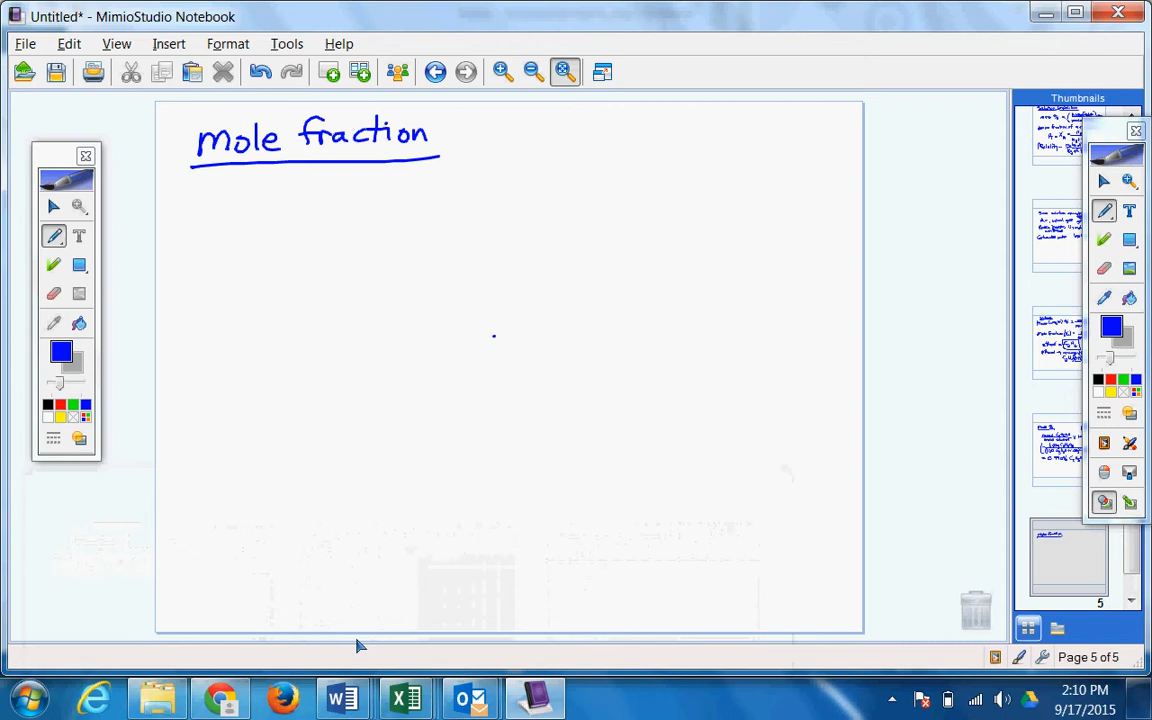 Untitled* - MimioStudio Notebook
File Edit View Insert Format Tools Help
Thumbnails
mole fraction
5
Page 5 of 5
2:10 PM
9/17/2015